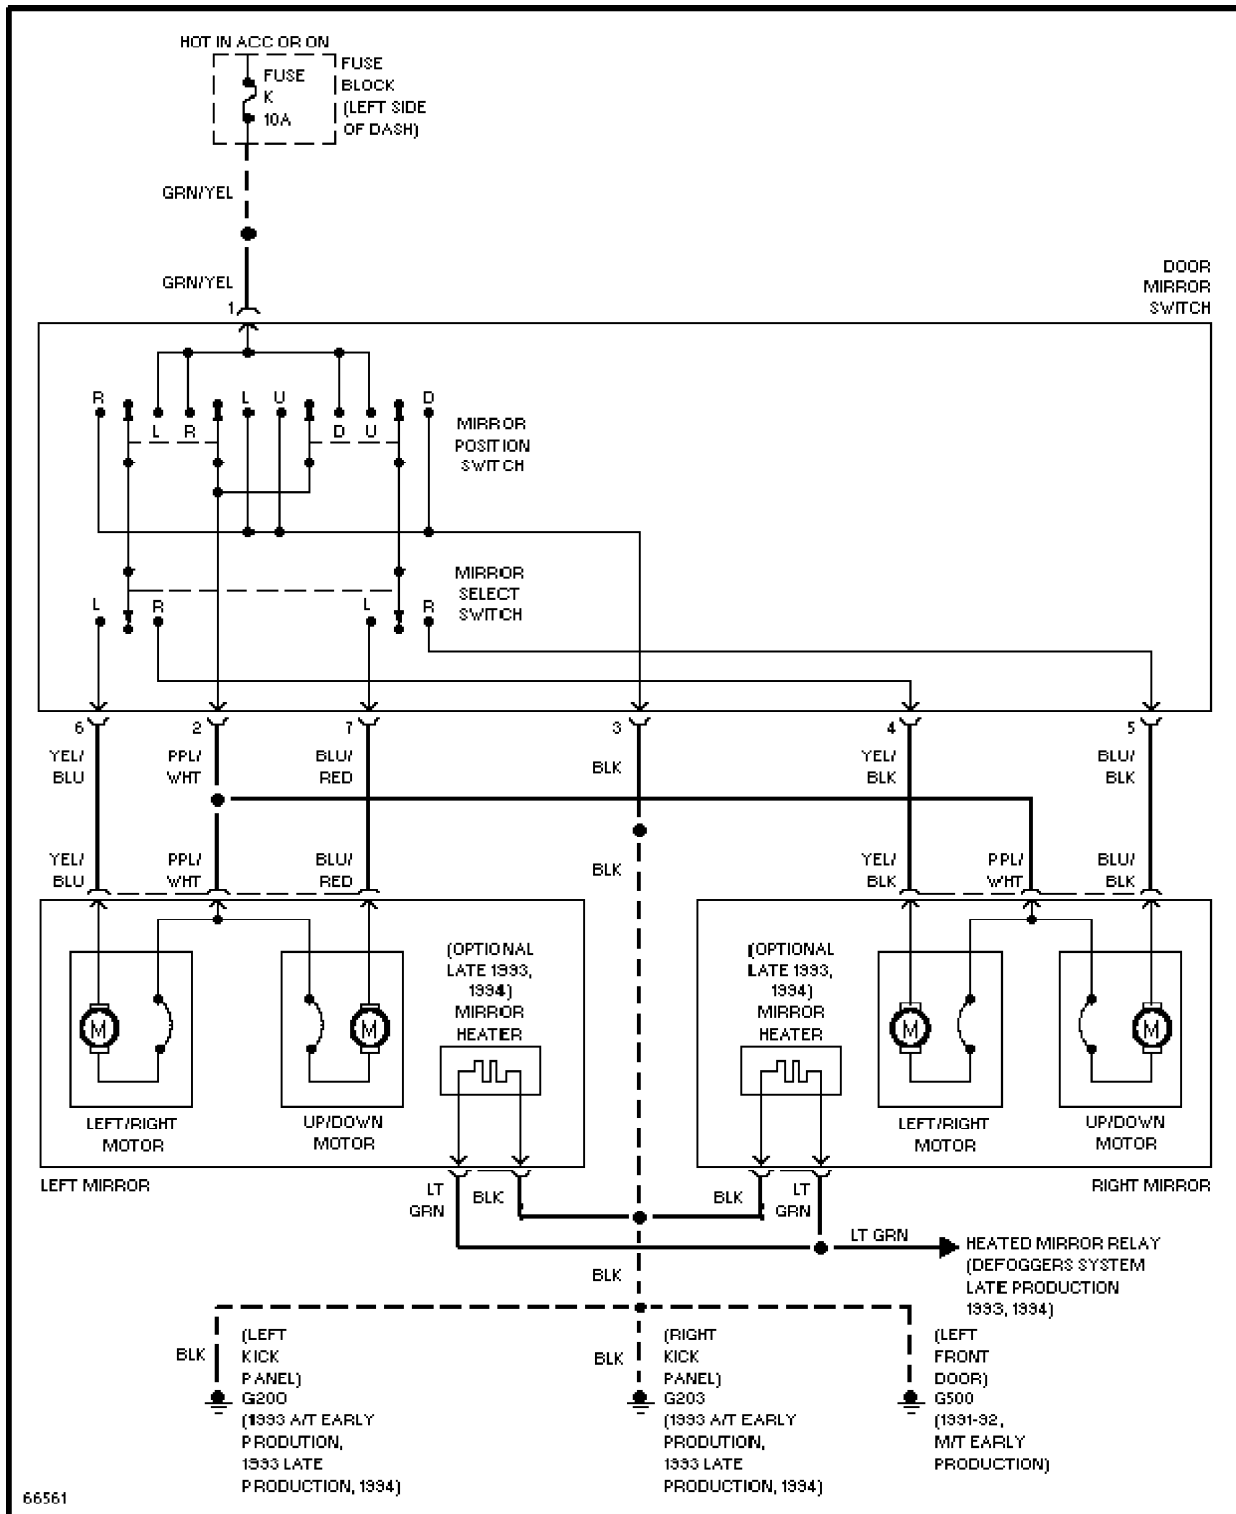 HOT IN ACC OR ON
FUSE
K
10A
FUSE
BLOCK
(LEFT SIDE
OF DASH)
GRN/YEL
GRN/YEL
1
DOOR
MIRROR
SWITCH
R
L
R
L
U
D
U
D
MIRROR
POSITION
SWITCH
MIRROR
SELECT
SWITCH
L
R
L
R
6
2
7
3
4
5
YEL/
BLU
PPL/
WHT
BLU/
RED
BLK
YEL/
BLK
BLU/
BLK
YEL/
BLU
PPL/
WHT
BLU/
RED
BLK
YEL/
BLK
PPL/
WHT
BLU/
BLK
M
LEFT/RIGHT
MOTOR
M
UP/DOWN
MOTOR
(OPTIONAL
LATE 1993,
1994)
MIRROR
HEATER
(OPTIONAL
LATE 1993,
1994)
MIRROR
HEATER
M
LEFT/RIGHT
MOTOR
M
UP/DOWN
MOTOR
LEFT MIRROR
RIGHT MIRROR
LT
GRN
BLK
BLK
LT
GRN
LT GRN
HEATED MIRROR RELAY
(DEFOGGERS SYSTEM
LATE PRODUCTION
1993, 1994)
BLK
BLK
(LEFT
KICK
PANEL)
G200
(1993 A/T EARLY
PRODUTION,
1993 LATE
PRODUCTION, 1994)
BLK
(RIGHT
KICK
PANEL)
G203
(1993 A/T EARLY
PRODUTION,
1993 LATE
PRODUCTION, 1994)
(LEFT
FRONT
DOOR)
G500
(1991-92,
M/T EARLY
PRODUCTION)
66561